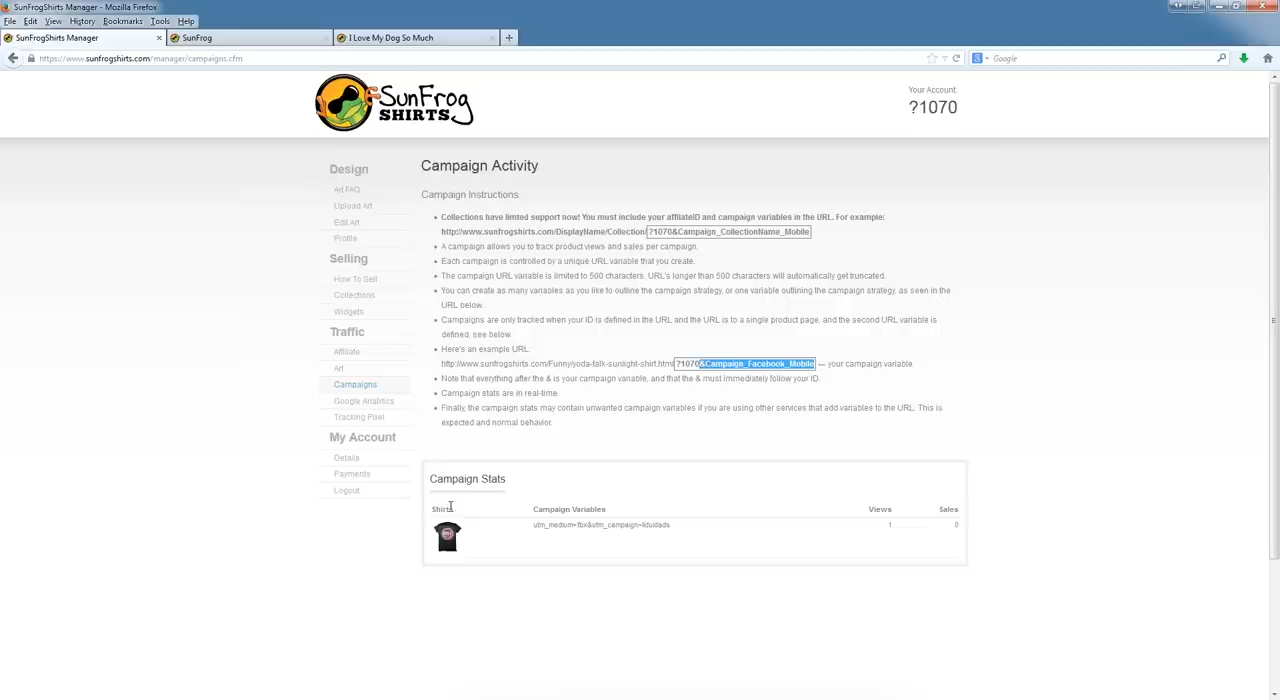 SunFrogShirts Manager - Mozilla Firefox
File Edit View History Bookmarks Tools Help
SunFrogShirts Manager × SunFrog × I Love My Dog So Much × +
https://www.sunfrogshirts.com/manager/campaigns.cfm
Google
SunFrog
SHIRTS
Your Account
?1070
Design
Art FAQ
Upload Art
Edit Art
Profile
Selling
How To Sell
Collections
Widgets
Traffic
Affiliate
Art
Campaigns
Google Analitics
Tracking Pixel
My Account
Details
Payments
Logout
Campaign Activity
Campaign Instructions.
• Collections have limted support now! You must include your affilateID and campaign variables in the URL. For example:
http://www.sunfrogshirts.com/DisplayName/Collection/?1070&Campaign_CollectionName_Mobile
• A campaign allows you to track product views and sales per campaign.
• Each campaign is controlled by a unique URL variable that you create.
• The campaign URL variable is limited to 500 characters, URL's longer than 500 characters will automatically get truncated.
• You can create as many variables as you like to outline the campaign strategy, or one variable outlining the campaign strategy, as seen in the
URL below.
• Campaigns are only tracked when your ID is defined in the URL and the URL is to a single product page, and the second URL variable is
defined, see below.
• Here's an example URL:
http://www.sunfrogshirts.com/Funny/yoda-talk-sunlight-shirt.html?1070&Campaign_Facebook_Mobile ← your campaign variable.
• Note that everything after the & is your campaign variable, and that the & must immediately follow your ID.
• Campaign stats are in real-time.
• Finally, the campaign stats may contain unwanted campaign variables if you are using other services that add variables to the URL. This is
expected and normal behavior.
Campaign Stats
Shirts Campaign Variables Views Sales
utm_medium=fbx&utm_campaign=liduidads 1 0